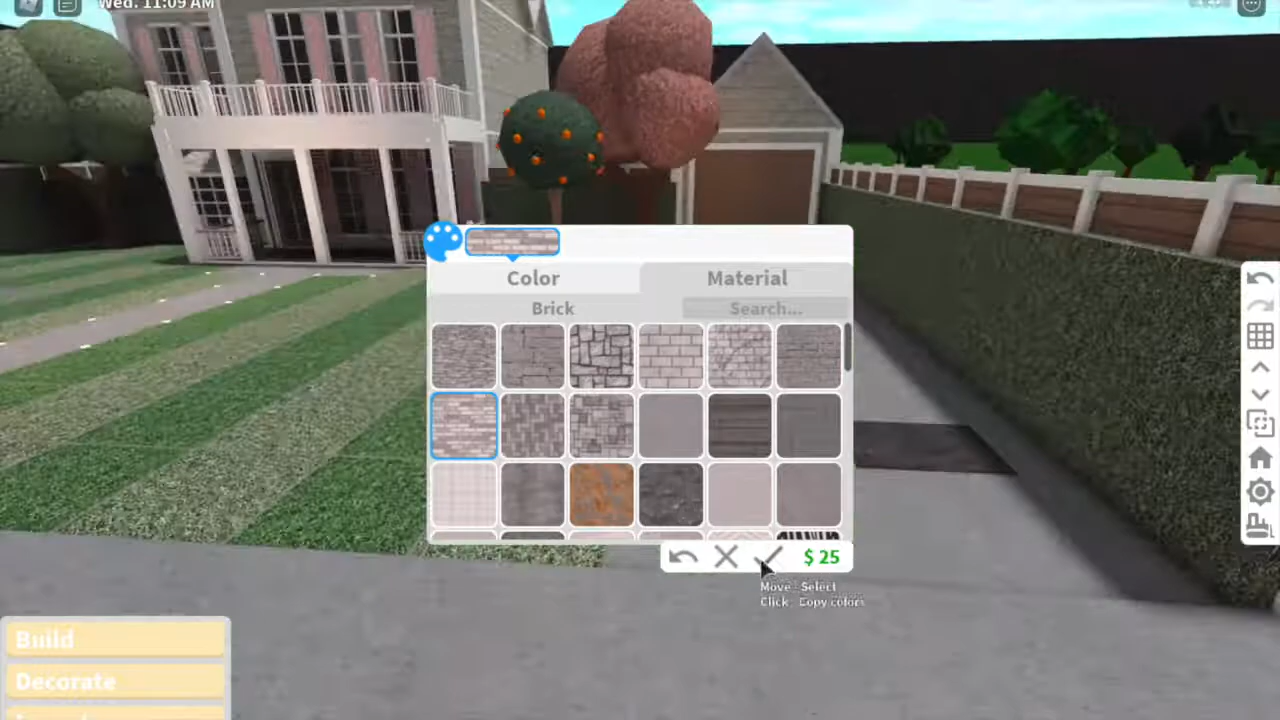 Wed. 11:09 AM
Color
Material
Brick
Search...
$ 25
Move - Select
Click - Copy colors
Build
Decorate